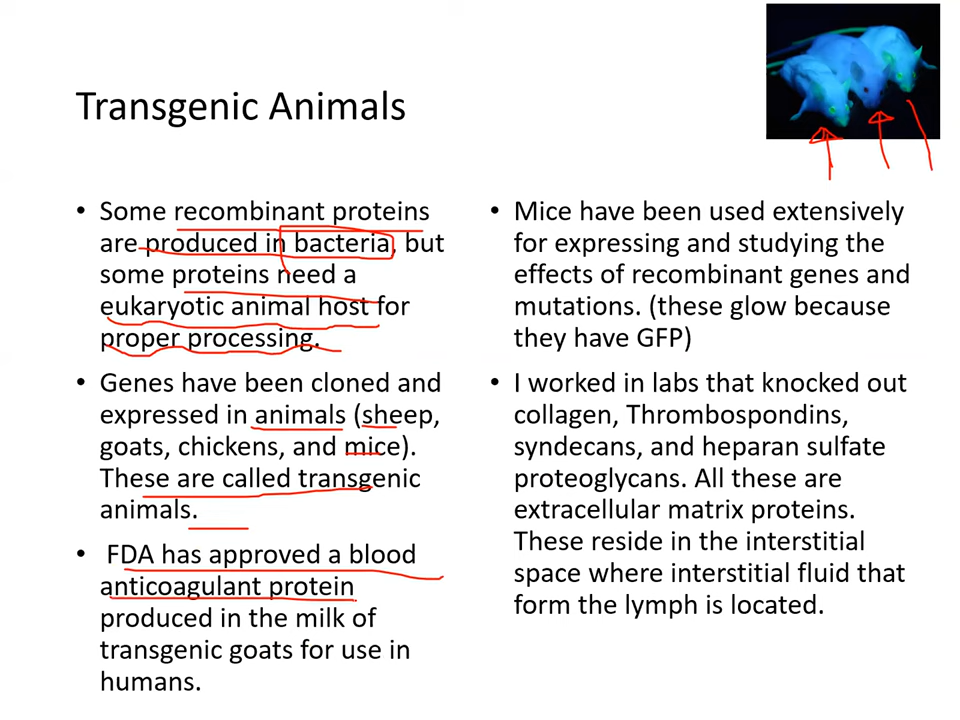 Transgenic Animals
• Some recombinant proteins
are produced in bacteria, but
some proteins need a
eukaryotic animal host for
proper processing.
• Genes have been cloned and
expressed in animals (sheep,
goats, chickens, and mice).
These are called transgenic
animals.
• FDA has approved a blood
anticoagulant protein
produced in the milk of
transgenic goats for use in
humans.
• Mice have been used extensively
for expressing and studying the
effects of recombinant genes and
mutations. (these glow because
they have GFP)
• I worked in labs that knocked out
collagen, Thrombospondins,
syndecans, and heparan sulfate
proteoglycans. All these are
extracellular matrix proteins.
These reside in the interstitial
space where interstitial fluid that
form the lymph is located.